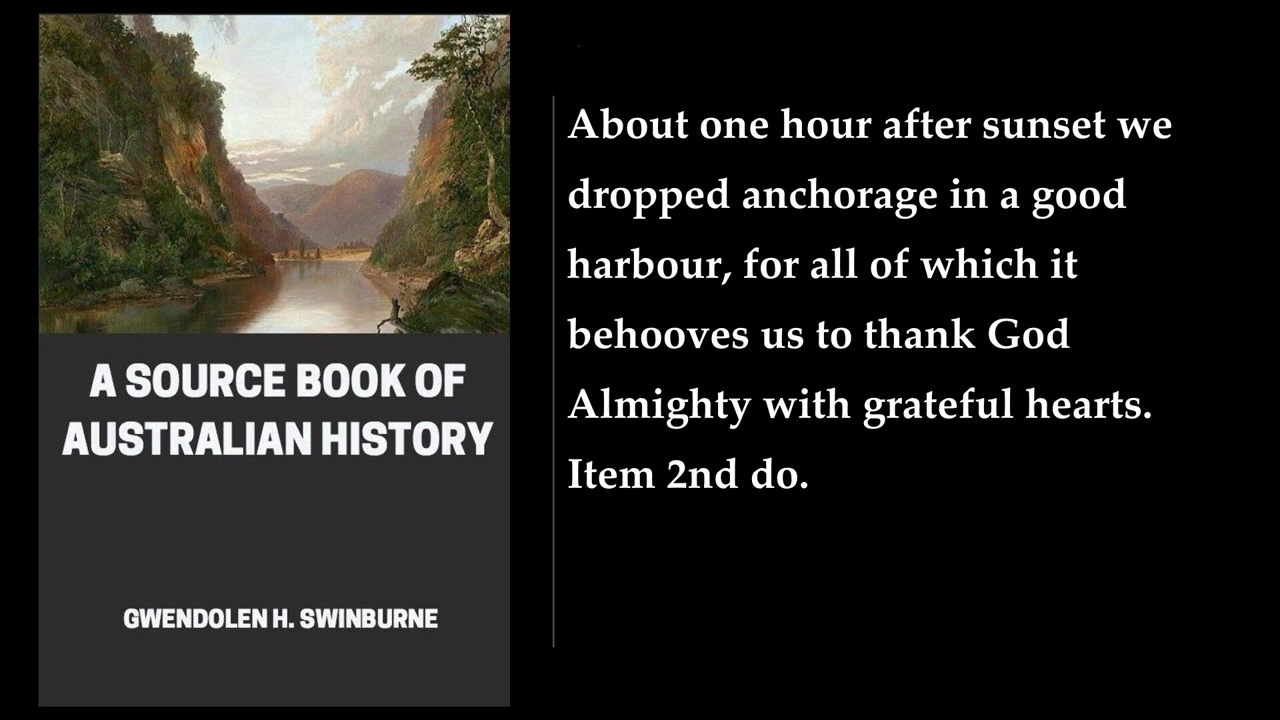 A SOURCE BOOK OF
AUSTRALIAN HISTORY
GWENDOLEN H. SWINBURNE
About one hour after sunset we
dropped anchorage in a good
harbour, for all of which it
behooves us to thank God
Almighty with grateful hearts.
Item 2nd do.